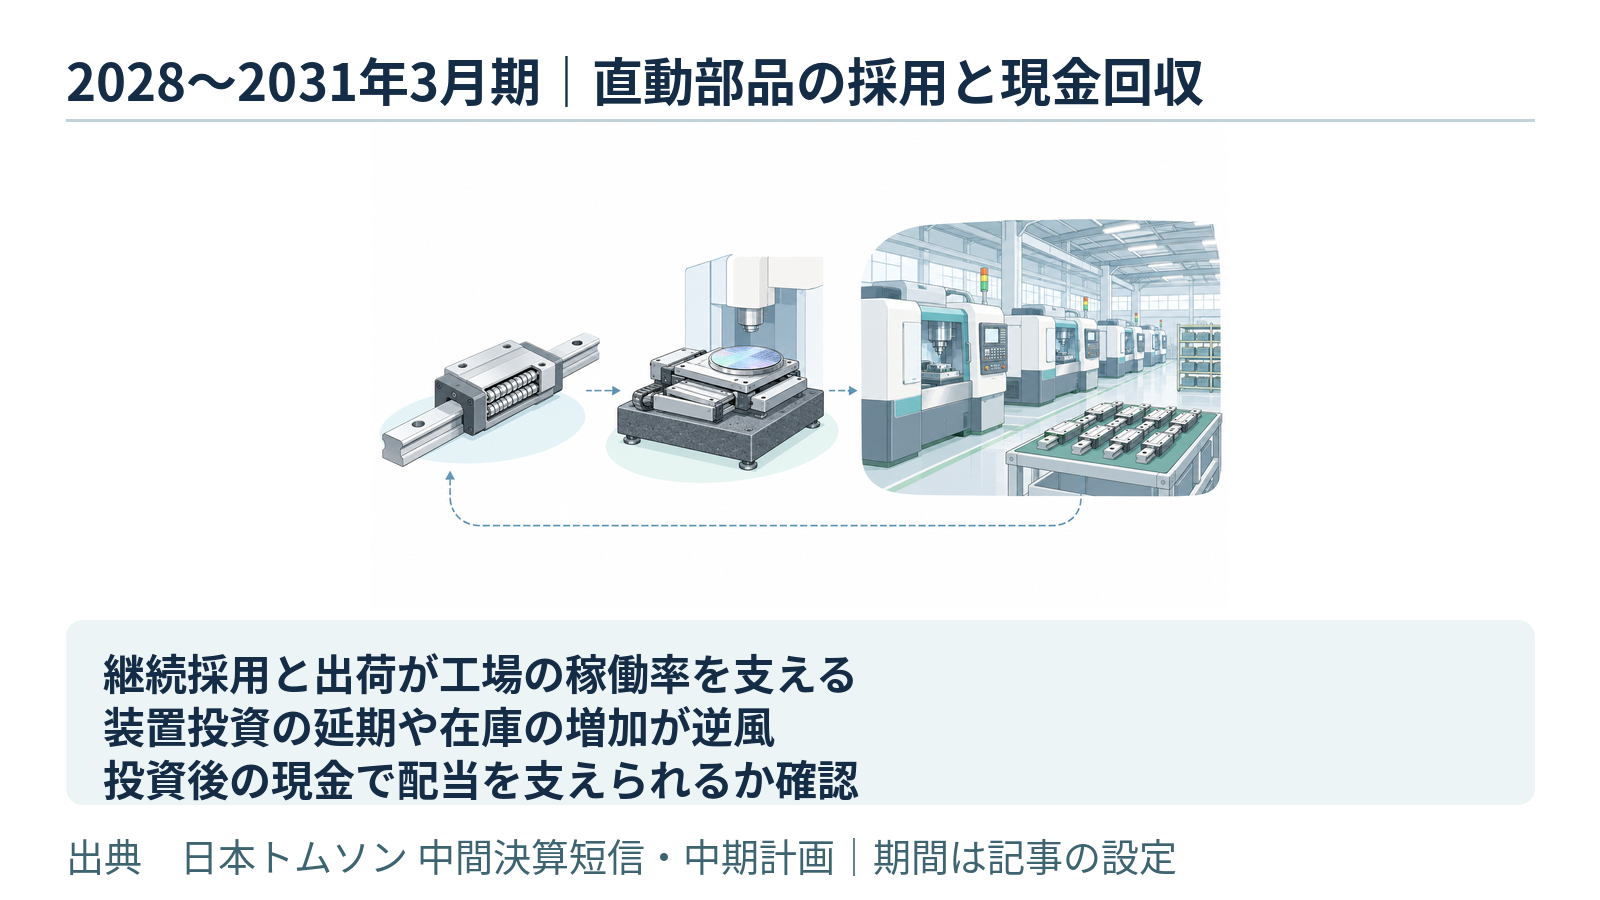 2028～2031年3月期｜直動部品の採用と現金回収
継続採用と出荷が工場の稼働率を支える
装置投資の延期や在庫の増加が逆風
投資後の現金で配当を支えられるか確認
出典　日本トムソン 中間決算短信・中期計画｜期間は記事の設定